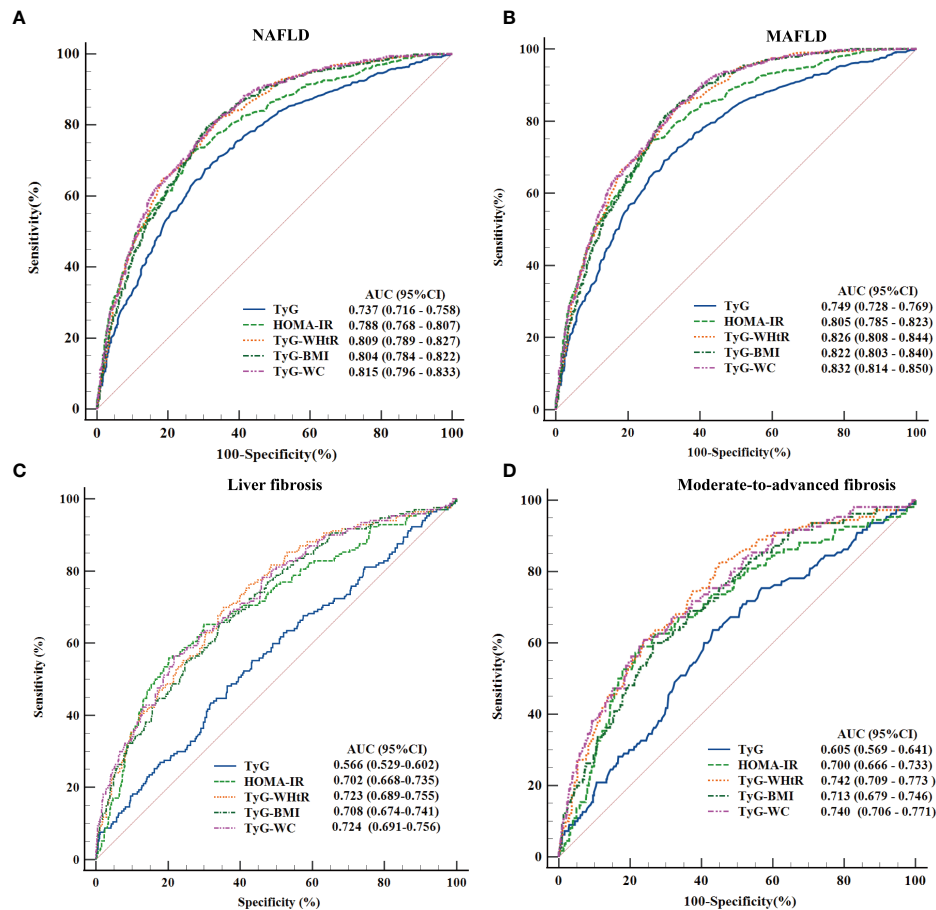 A
NAFLD
Sensitivity(%)
100
80
60
40
20
0
AUC (95%CI)
TyG 0.737 (0.716 - 0.758)
HOMA-IR 0.788 (0.768 - 0.807)
TyG-WHtR 0.809 (0.789 - 0.827)
TyG-BMI 0.804 (0.784 - 0.822)
TyG-WC 0.815 (0.796 - 0.833)
0 20 40 60 80 100
100-Specificity(%)
B
MAFLD
Sensitivity(%)
100
80
60
40
20
0
AUC (95%CI)
TyG 0.749 (0.728 - 0.769)
HOMA-IR 0.805 (0.785 - 0.823)
TyG-WHtR 0.826 (0.808 - 0.844)
TyG-BMI 0.822 (0.803 - 0.840)
TyG-WC 0.832 (0.814 - 0.850)
0 20 40 60 80 100
100-Specificity(%)
C
Liver fibrosis
Sensitivity (%)
100
80
60
40
20
0
AUC (95%CI)
TyG 0.566 (0.529-0.602)
HOMA-IR 0.702 (0.668-0.735)
TyG-WHtR 0.723 (0.689-0.755)
TyG-BMI 0.708 (0.674-0.741)
TyG-WC 0.724 (0.691-0.756)
0 20 40 60 80 100
Specificity (%)
D
Moderate-to-advanced fibrosis
Sensitivity (%)
100
80
60
40
20
0
AUC (95%CI)
TyG 0.605 (0.569 - 0.641)
HOMA-IR 0.700 (0.666 - 0.733)
TyG-WHtR 0.742 (0.709 - 0.773 )
TyG-BMI 0.713 (0.679 - 0.746)
TyG-WC 0.740 (0.706 - 0.771)
0 20 40 60 80 100
100-Specificity(%)